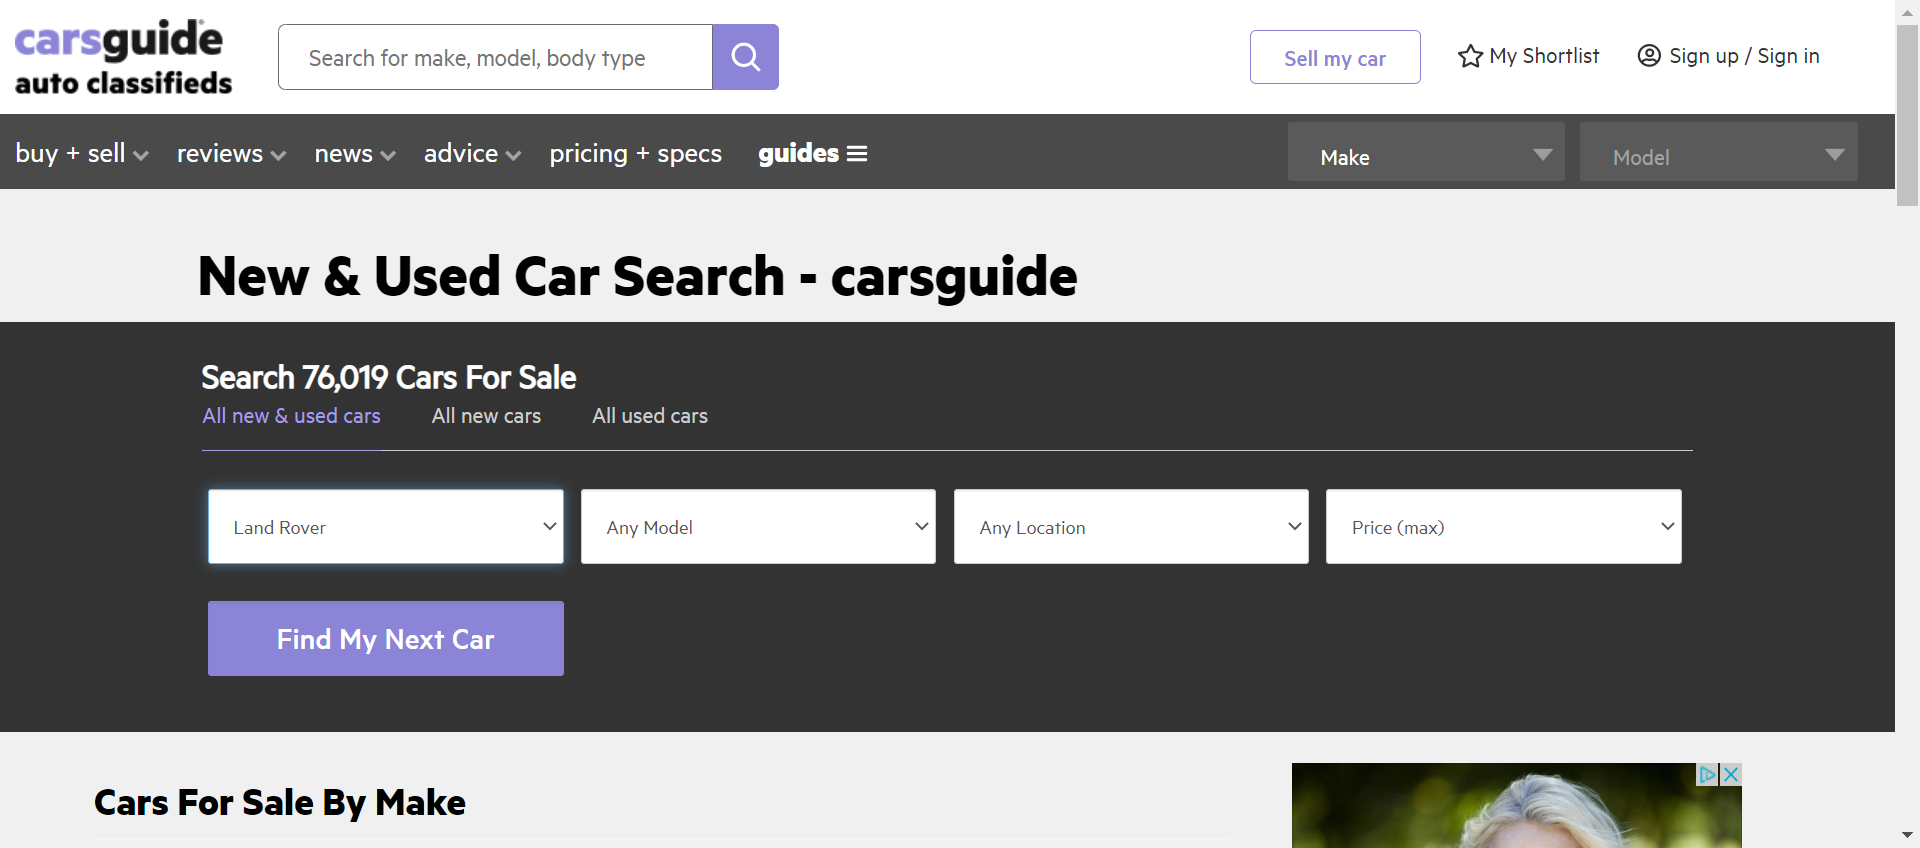 carsguide
auto classifieds
Search for make, model, body type
Sell my car
My Shortlist
Sign up / Sign in
buy + sell
reviews
news
advice
pricing + specs
guides
Make
Model
New & Used Car Search - carsguide
Search 76,019 Cars For Sale
All new & used cars
All new cars
All used cars
Land Rover
Any Model
Any Location
Price (max)
Find My Next Car
Cars For Sale By Make